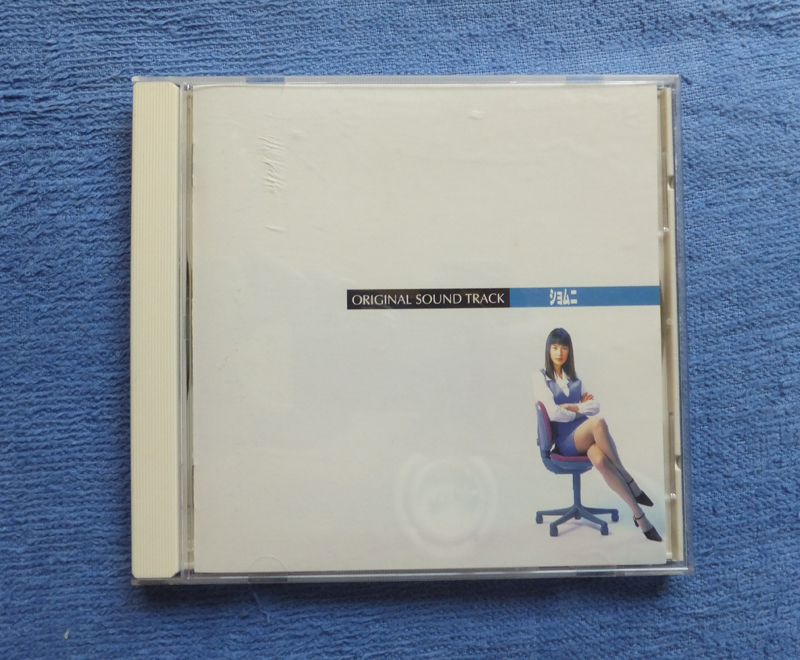 ORIGINAL SOUND TRACK ショムニ